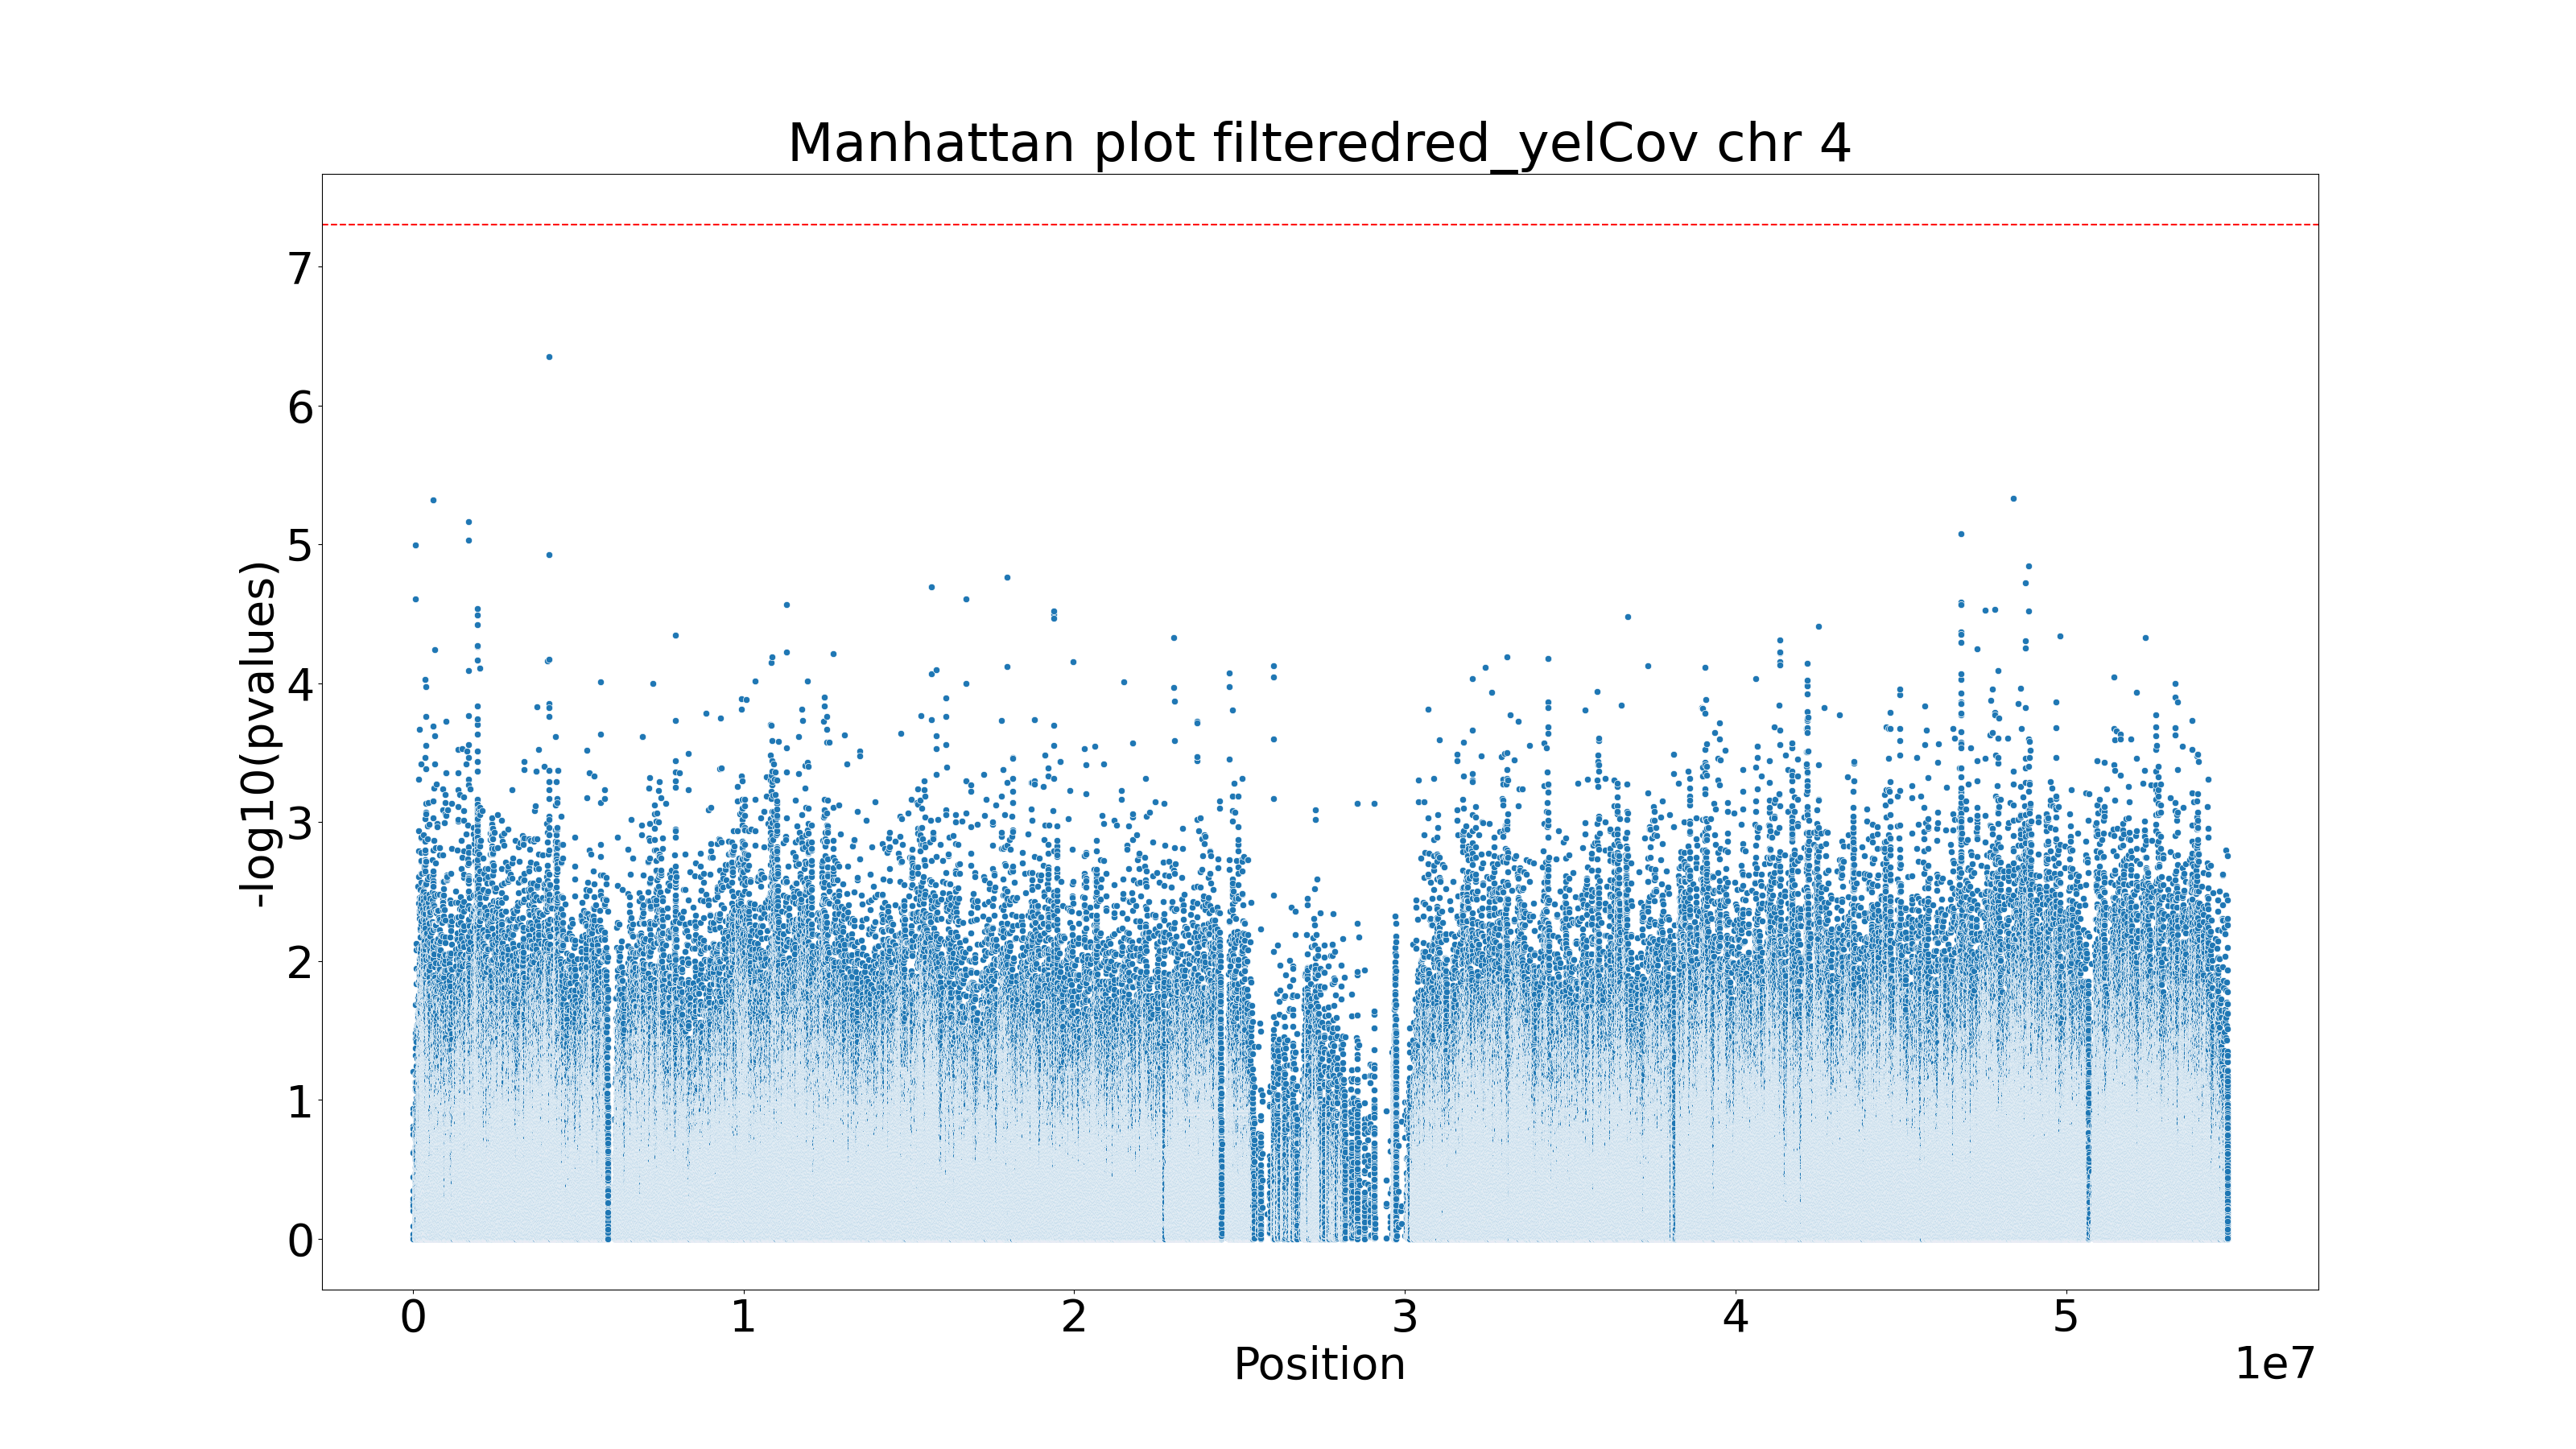 Manhattan plot filteredred_yelCov chr 4
-log10(pvalues)
7
6
5
4
3
2
1
0
0 1 2 3 4 5
Position
1e7